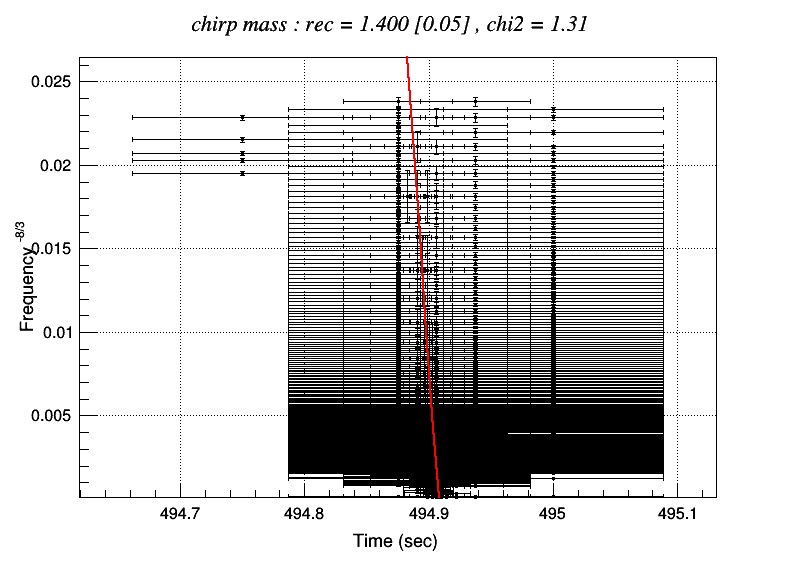 chirp mass : rec = 1.400 [0.05] , chi2 = 1.31
0.025
0.02
0.015
0.01
0.005
Frequency -8/3
494.7 494.8 494.9 495 495.1
Time (sec)